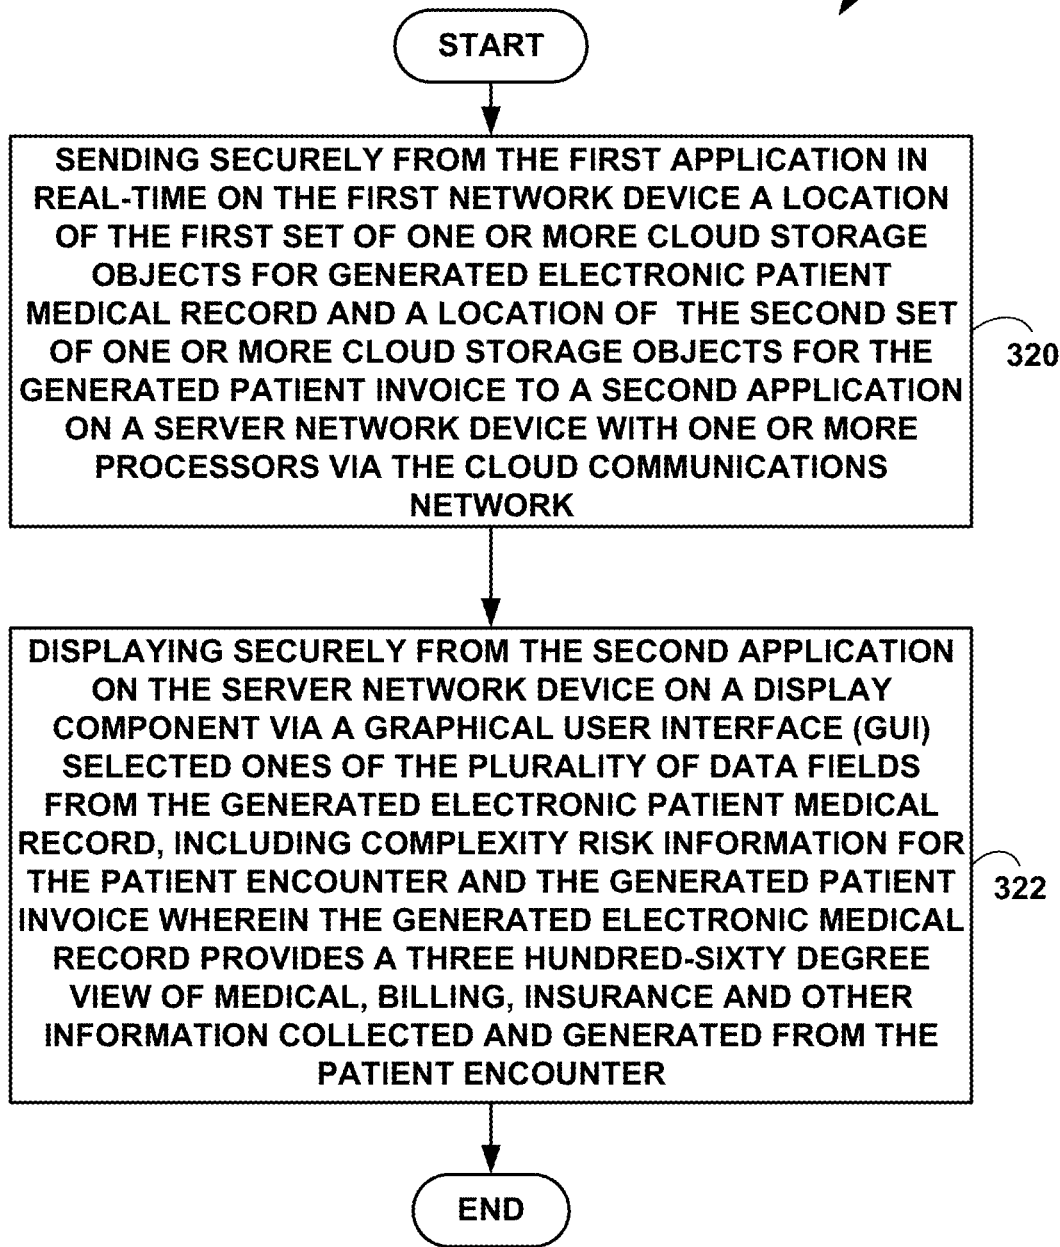 START
SENDING SECURELY FROM THE FIRST APPLICATION IN
REAL-TIME ON THE FIRST NETWORK DEVICE A LOCATION
OF THE FIRST SET OF ONE OR MORE CLOUD STORAGE
OBJECTS FOR GENERATED ELECTRONIC PATIENT
MEDICAL RECORD AND A LOCATION OF THE SECOND SET
OF ONE OR MORE CLOUD STORAGE OBJECTS FOR THE
GENERATED PATIENT INVOICE TO A SECOND APPLICATION
ON A SERVER NETWORK DEVICE WITH ONE OR MORE
PROCESSORS VIA THE CLOUD COMMUNICATIONS
NETWORK
320
DISPLAYING SECURELY FROM THE SECOND APPLICATION
ON THE SERVER NETWORK DEVICE ON A DISPLAY
COMPONENT VIA A GRAPHICAL USER INTERFACE (GUI)
SELECTED ONES OF THE PLURALITY OF DATA FIELDS
FROM THE GENERATED ELECTRONIC PATIENT MEDICAL
RECORD, INCLUDING COMPLEXITY RISK INFORMATION FOR
THE PATIENT ENCOUNTER AND THE GENERATED PATIENT
INVOICE WHEREIN THE GENERATED ELECTRONIC MEDICAL
RECORD PROVIDES A THREE HUNDRED-SIXTY DEGREE
VIEW OF MEDICAL, BILLING, INSURANCE AND OTHER
INFORMATION COLLECTED AND GENERATED FROM THE
PATIENT ENCOUNTER
322
END